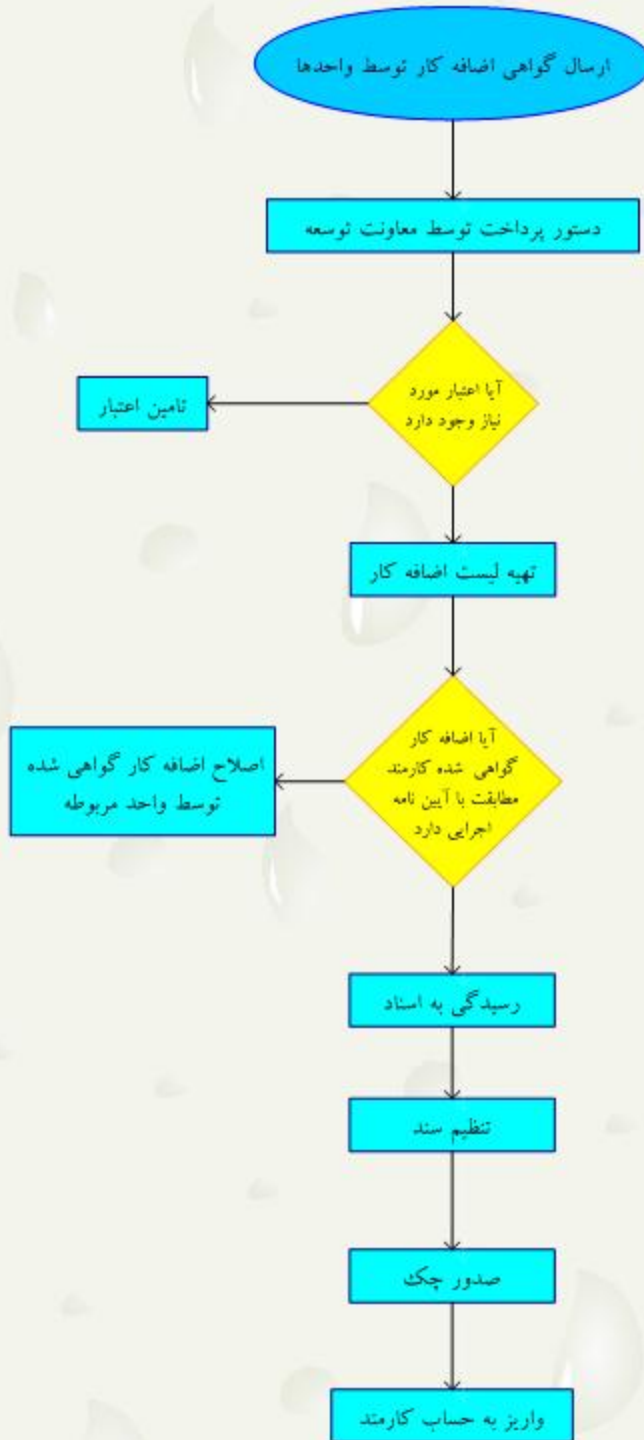 ارسال گواهی اضافه کار توسط واحدها
دستور پرداخت توسط معاونت توسعه
آیا اعتبار مورد
نیاز وجود دارد
تامین اعتبار
تهیه لیست اضافه کار
آیا اضافه کار
گواهی شده کارمند
مطابقت با آیین نامه
اجرایی دارد
اصلاح اضافه کار گواهی شده
توسط واحد مربوطه
رسیدگی به اسناد
تنظیم سند
صدور چک
واریز به حساب کارمند